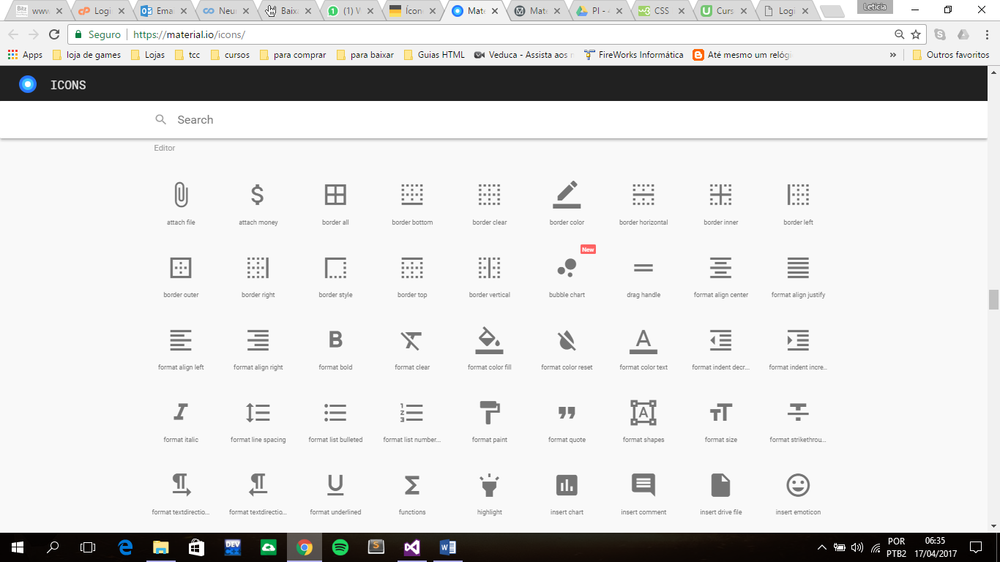 www Logi Emai Neur Baixa (1) W Ícon Mate Mate PI - 4 CSS Curs Logi Leticia
Seguro https://material.io/icons/
Apps loja de games Lojas tcc cursos para comprar para baixar Guias HTML Veduca - Assista aos FireWorks Informática Até mesmo um relóg » Outros favoritos
ICONS
Search
Editor
attach file attach money border all border bottom border clear border color border horizontal border inner border left
New
border outer border right border style border top border vertical bubble chart drag handle format align center format align justify
format align left format align right format bold format clear format color fill format color reset format color text format indent decr... format indent incre...
format italic format line spacing format list bulleted format list number... format paint format quote format shapes format size format strikethrou...
format textdirectio... format textdirectio... format underlined functions highlight insert chart insert comment insert drive file insert emoticon
POR 06:35
PTB2 17/04/2017